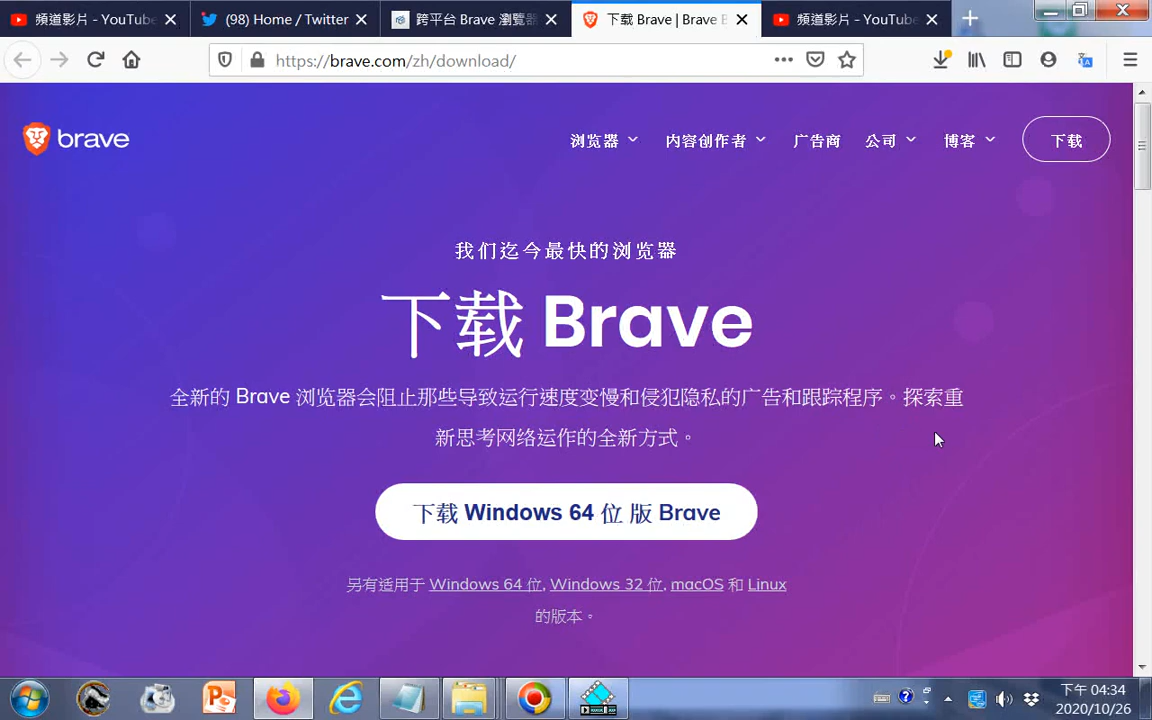 頻道影片 - YouTube
(98) Home / Twitter
跨平台 Brave 瀏覽器
下载 Brave | Brave B
頻道影片 - YouTube
https://brave.com/zh/download/
brave
浏览器
内容创作者
广告商
公司
博客
下载
我们迄今最快的浏览器
下载 Brave
全新的 Brave 浏览器会阻止那些导致运行速度变慢和侵犯隐私的广告和跟踪程序。探索重
新思考网络运作的全新方式。
下载 Windows 64 位 版 Brave
另有适用于 Windows 64 位, Windows 32 位, macOS 和 Linux
的版本。
下午 04:34
2020/10/26